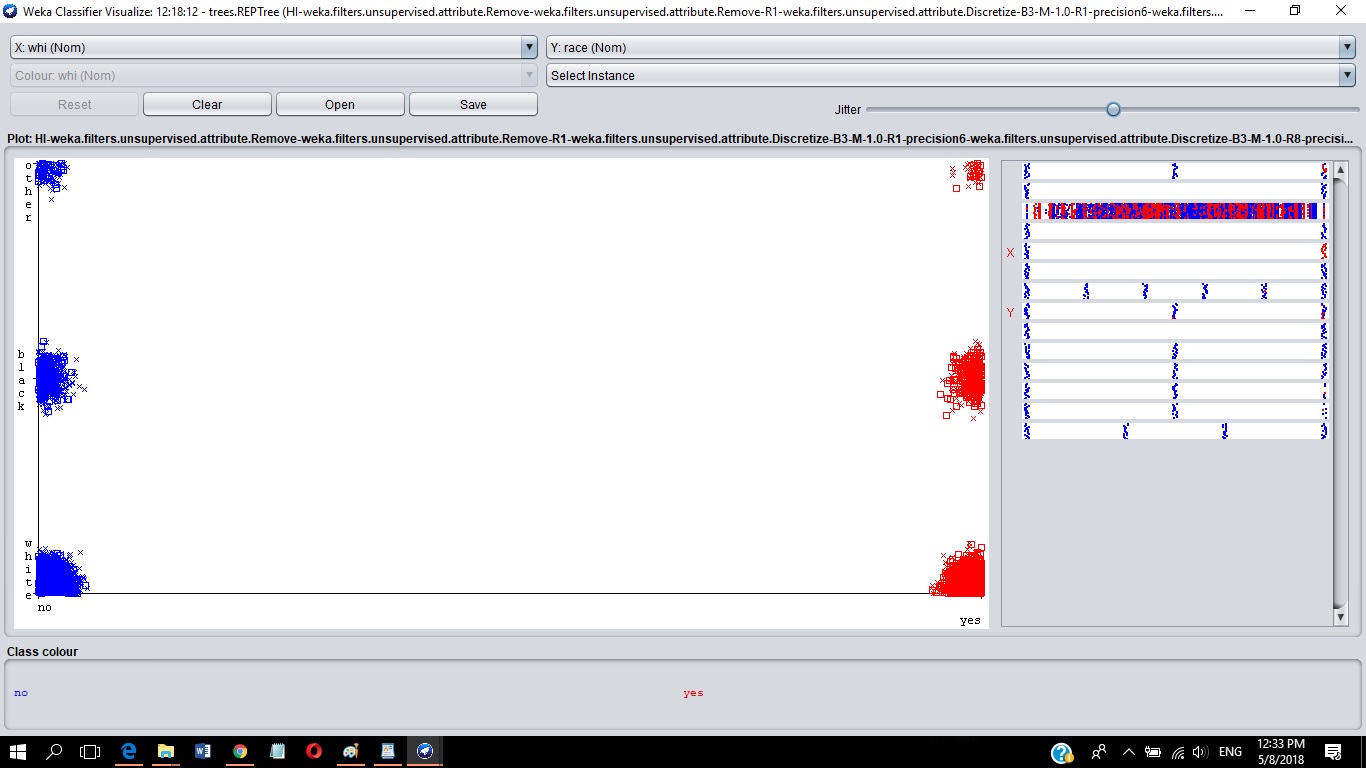 Weka Classifier Visualize: 12:18:12 - trees.REPTree (HI-weka.filters.unsupervised.attribute.Remove-weka.filters.unsupervised.attribute.Remove-R1-weka.filters.unsupervised.attribute.Discretize-B3-M-1.0-R1-precision6-weka.filters....
X: whi (Nom)
Y: race (Nom)
Colour: whi (Nom)
Select Instance
Reset
Clear
Open
Save
Jitter
Plot: HI-weka.filters.unsupervised.attribute.Remove-weka.filters.unsupervised.attribute.Remove-R1-weka.filters.unsupervised.attribute.Discretize-B3-M-1.0-R1-precision6-weka.filters.unsupervised.attribute.Discretize-B3-M-1.0-R8-precisi...
other
black
white
no
yes
X
Y
Class colour
no
yes
ENG
12:33 PM
5/8/2018